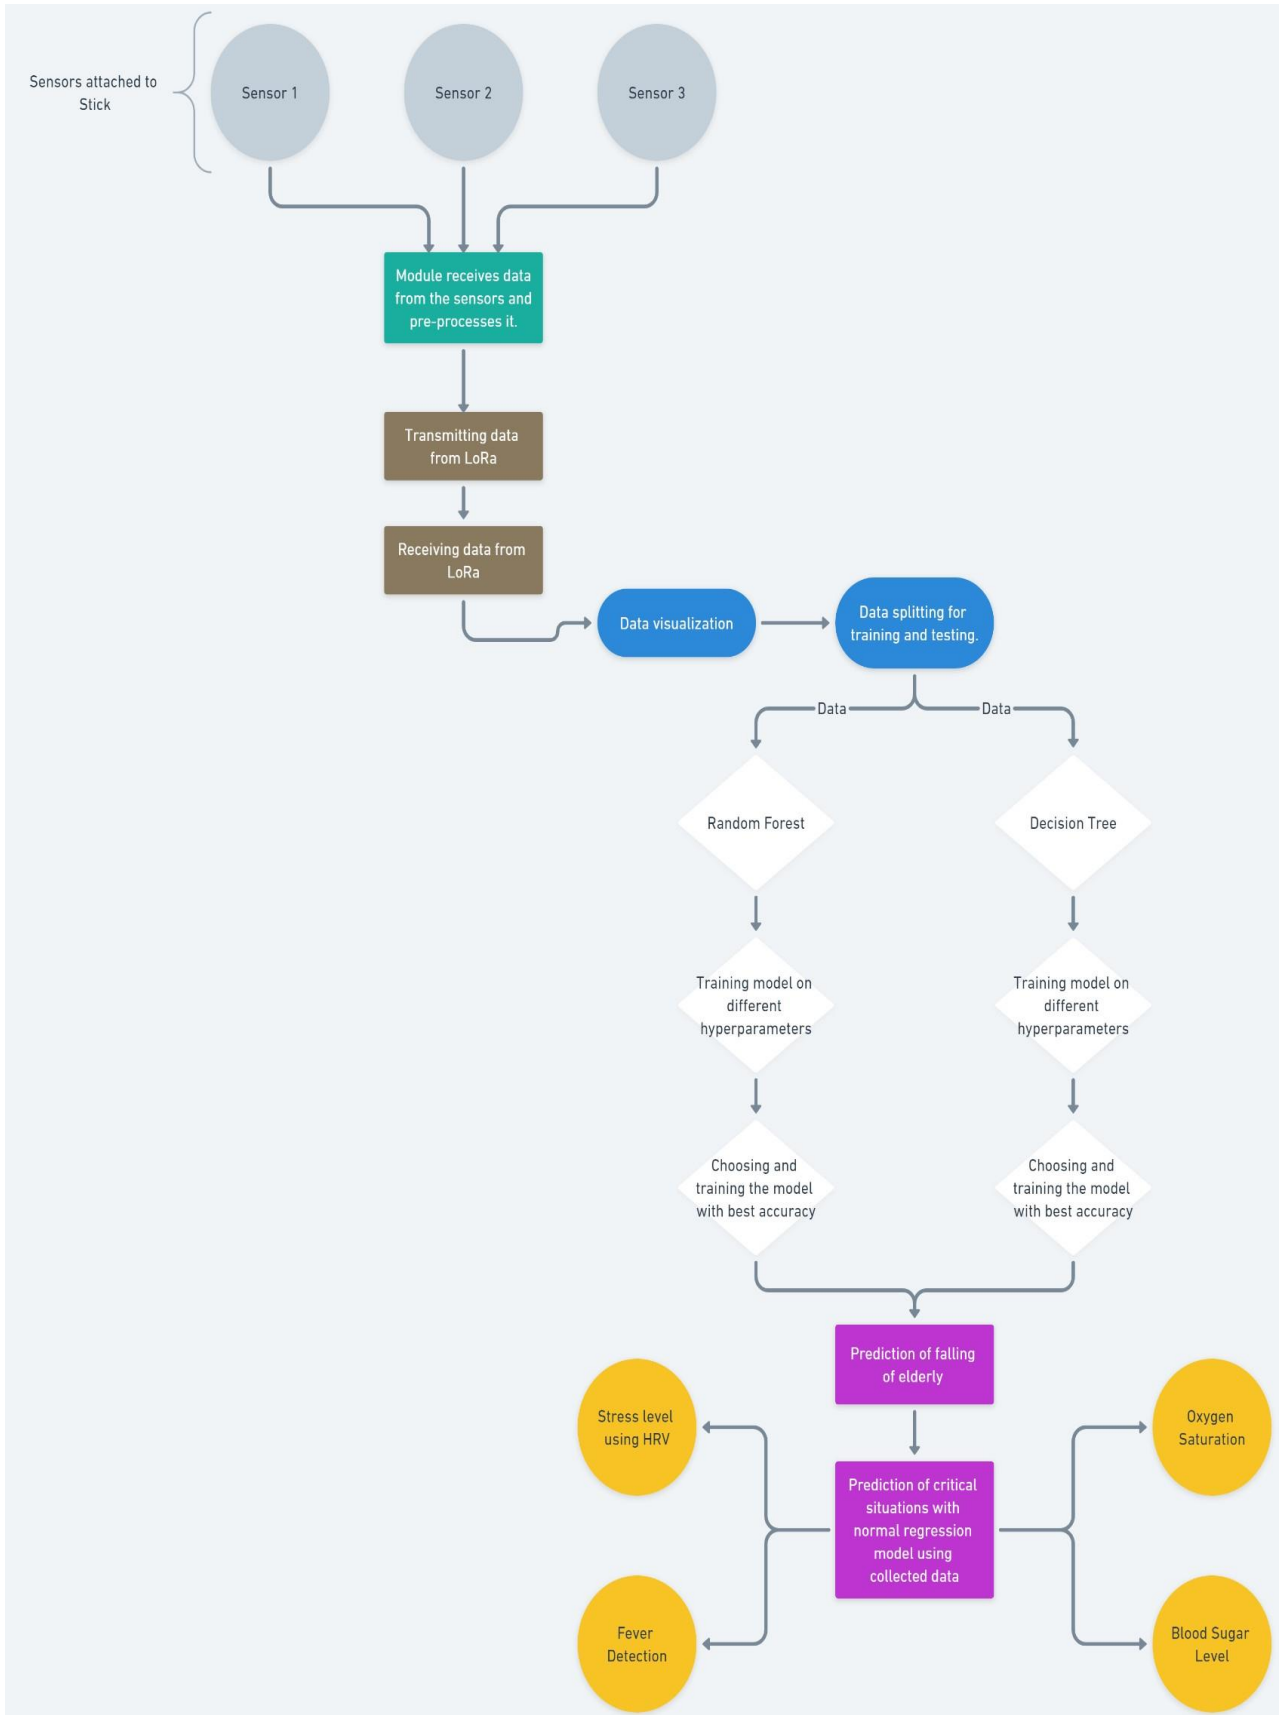 Sensors attached to
Stick
Sensor 1
Sensor 2
Sensor 3
Module receives data
from the sensors and
pre-processes it.
Transmitting data
from LoRa
Receiving data from
LoRa
Data visualization
Data splitting for
training and testing.
Data
Data
Random Forest
Decision Tree
Training model on
different
hyperparameters
Training model on
different
hyperparameters
Choosing and
training the model
with best accuracy
Choosing and
training the model
with best accuracy
Prediction of falling
of elderly
Stress level
using HRV
Oxygen
Saturation
Prediction of critical
situations with
normal regression
model using
collected data
Fever
Detection
Blood Sugar
Level